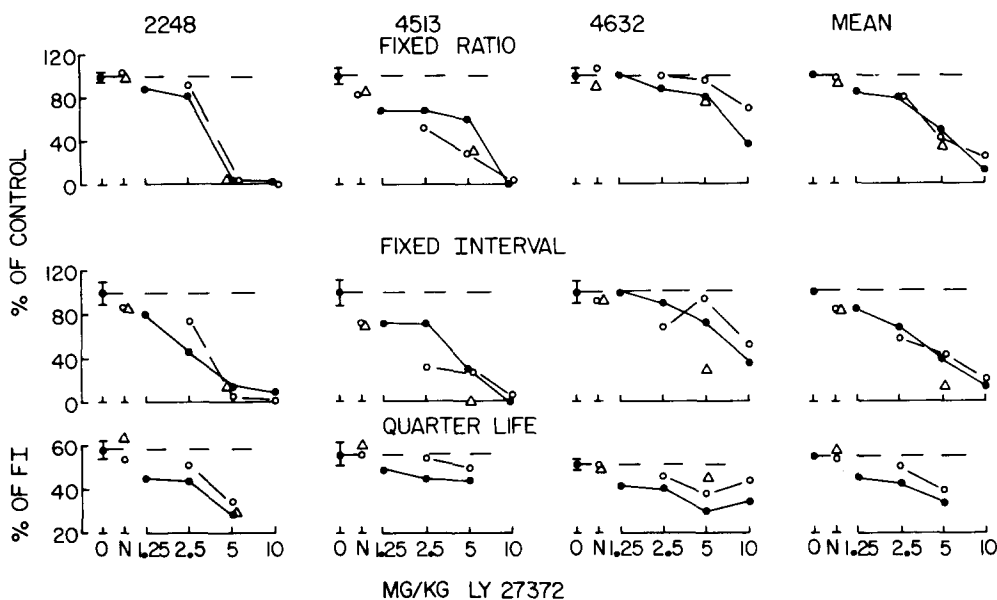 2248 4513 4632 MEAN
FIXED RATIO
120
80
40
0
% OF CONTROL
FIXED INTERVAL
120
80
40
0
QUARTER LIFE
% OF FI
60
40
20
0 N 1.25 2.5 5 10 0 N 1.25 2.5 5 10 0 N 1.25 2.5 5 10 0 N 1.25 2.5 5 10
MG/KG LY 27372